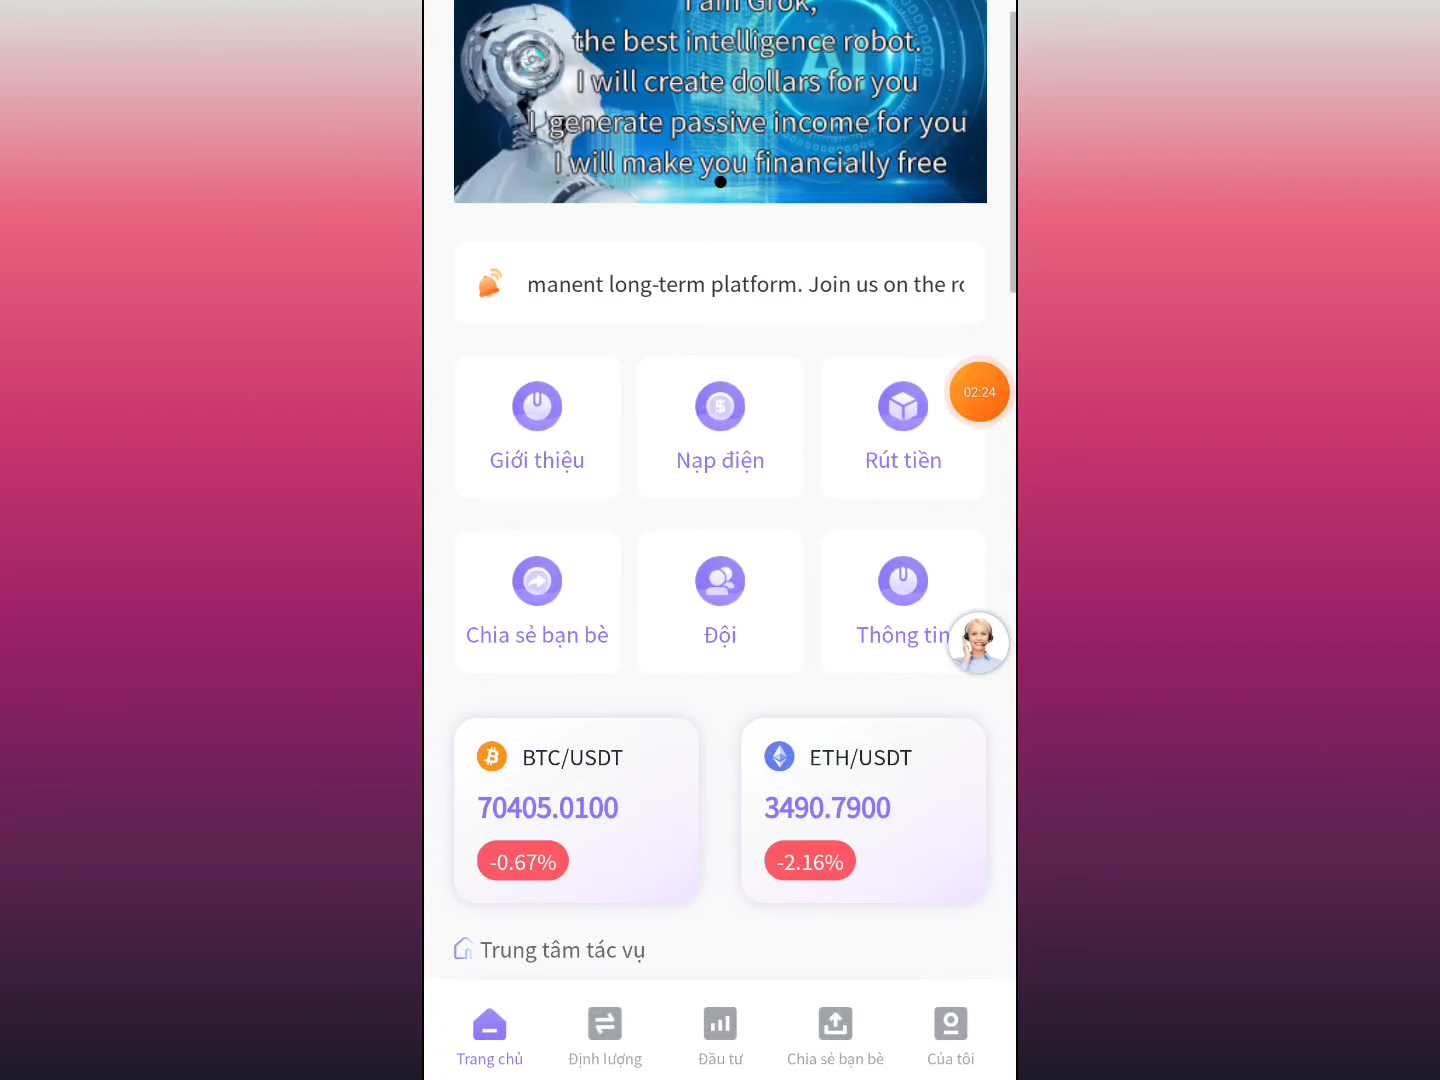 I am Grok,
the best intelligence robot.
I will create dollars for you
I generate passive income for you
I will make you financially free
manent long-term platform. Join us on the ro
Giới thiệu
Nạp điện
Rút tiền
02:24
Chia sẻ bạn bè
Đội
Thông tin
BTC/USDT
70405.0100
-0.67%
ETH/USDT
3490.7900
-2.16%
Trung tâm tác vụ
Trang chủ
Định lượng
Đầu tư
Chia sẻ bạn bè
Của tôi